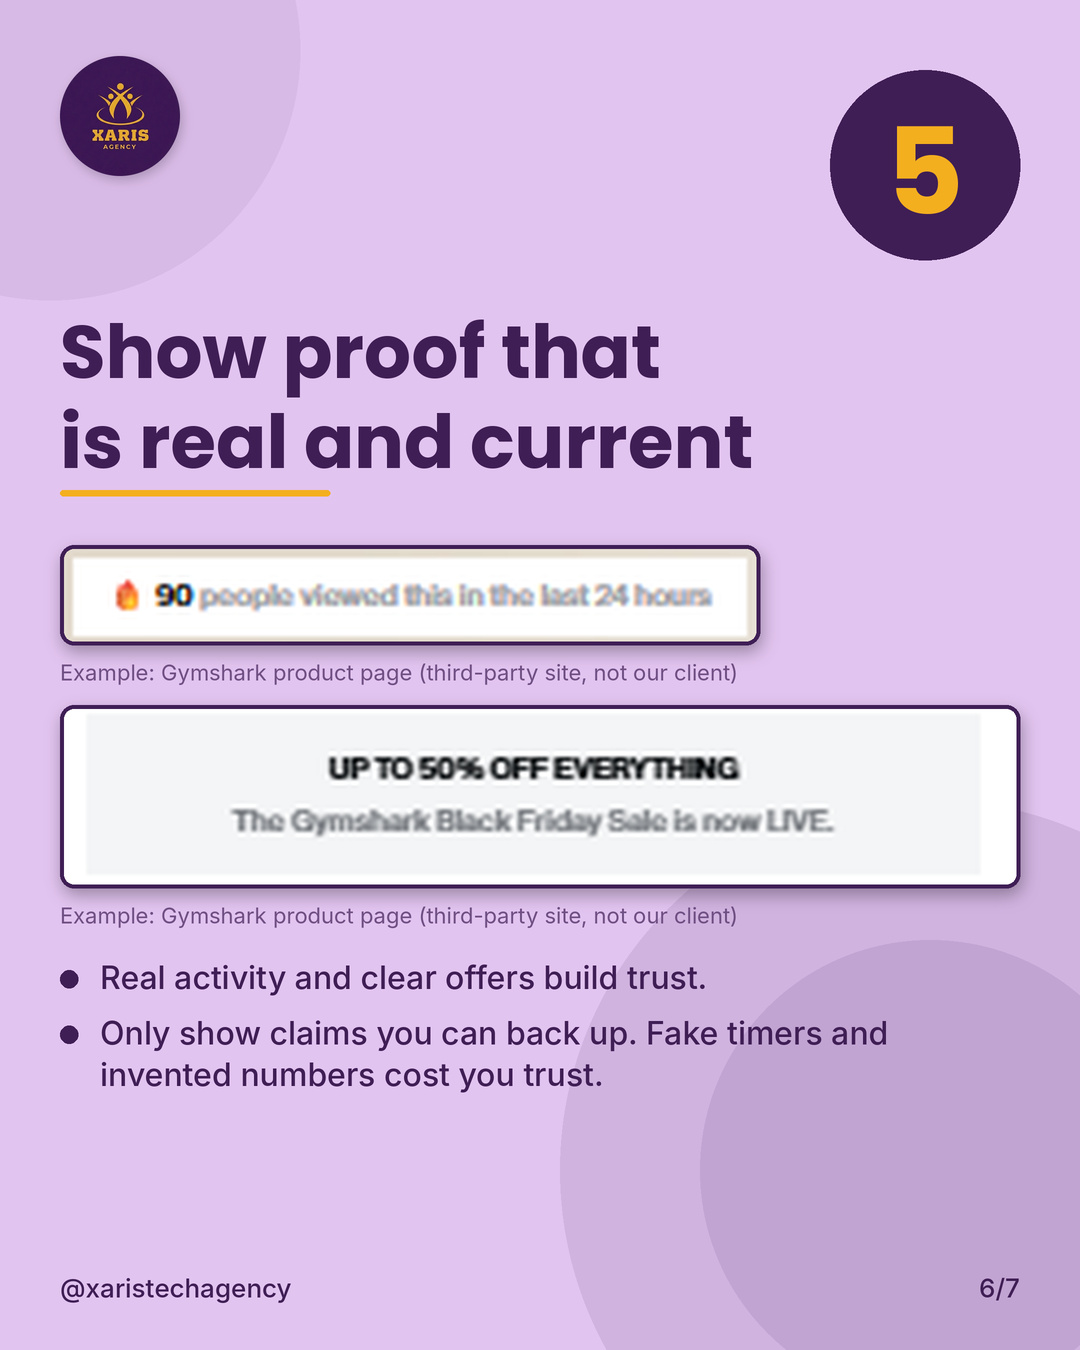 XARIS
AGENCY
5
Show proof that
is real and current
🔥 90 people viewed this in the last 24 hours
Example: Gymshark product page (third-party site, not our client)
UP TO 50% OFF EVERYTHING
The Gymshark Black Friday Sale is now LIVE.
Example: Gymshark product page (third-party site, not our client)
Real activity and clear offers build trust.
Only show claims you can back up. Fake timers and
invented numbers cost you trust.
@xaristechagency
6/7